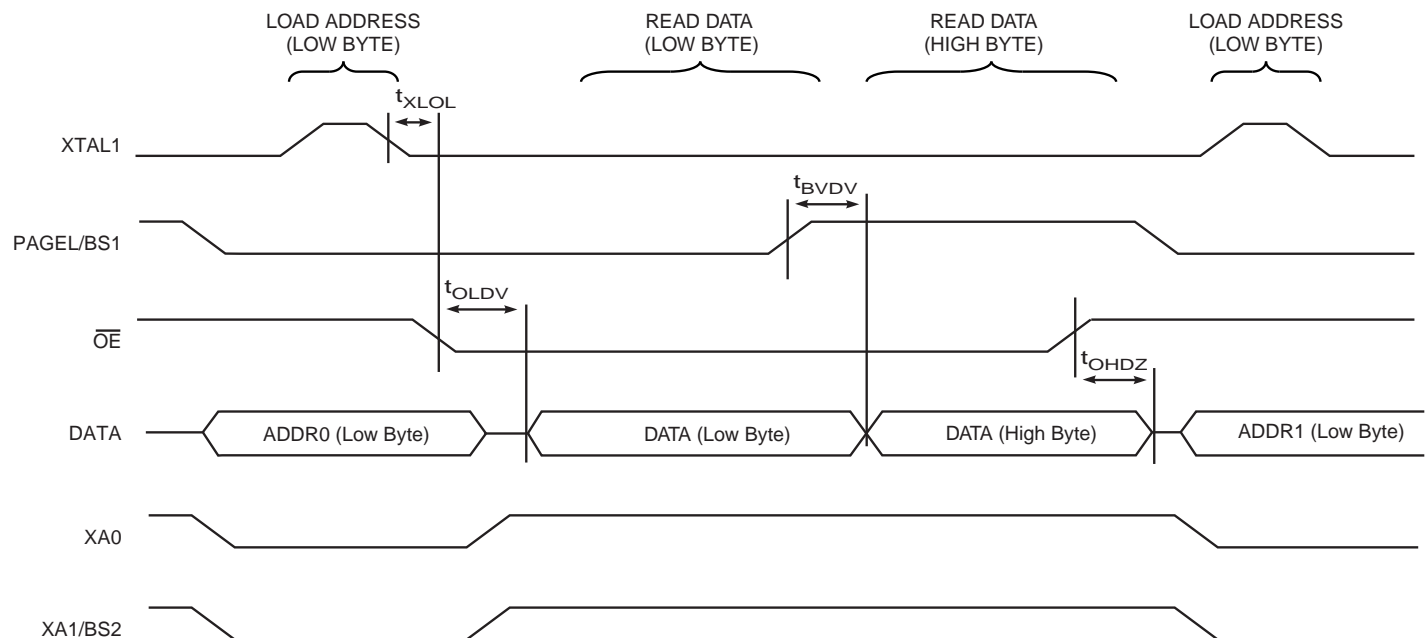 LOAD ADDRESS
(LOW BYTE)
READ DATA
(LOW BYTE)
READ DATA
(HIGH BYTE)
LOAD ADDRESS
(LOW BYTE)
tXLOL
XTAL1
tBVDV
PAGEL/BS1
tOLDV
OE
tOHDZ
DATA
ADDR0 (Low Byte)
DATA (Low Byte)
DATA (High Byte)
ADDR1 (Low Byte)
XA0
XA1/BS2